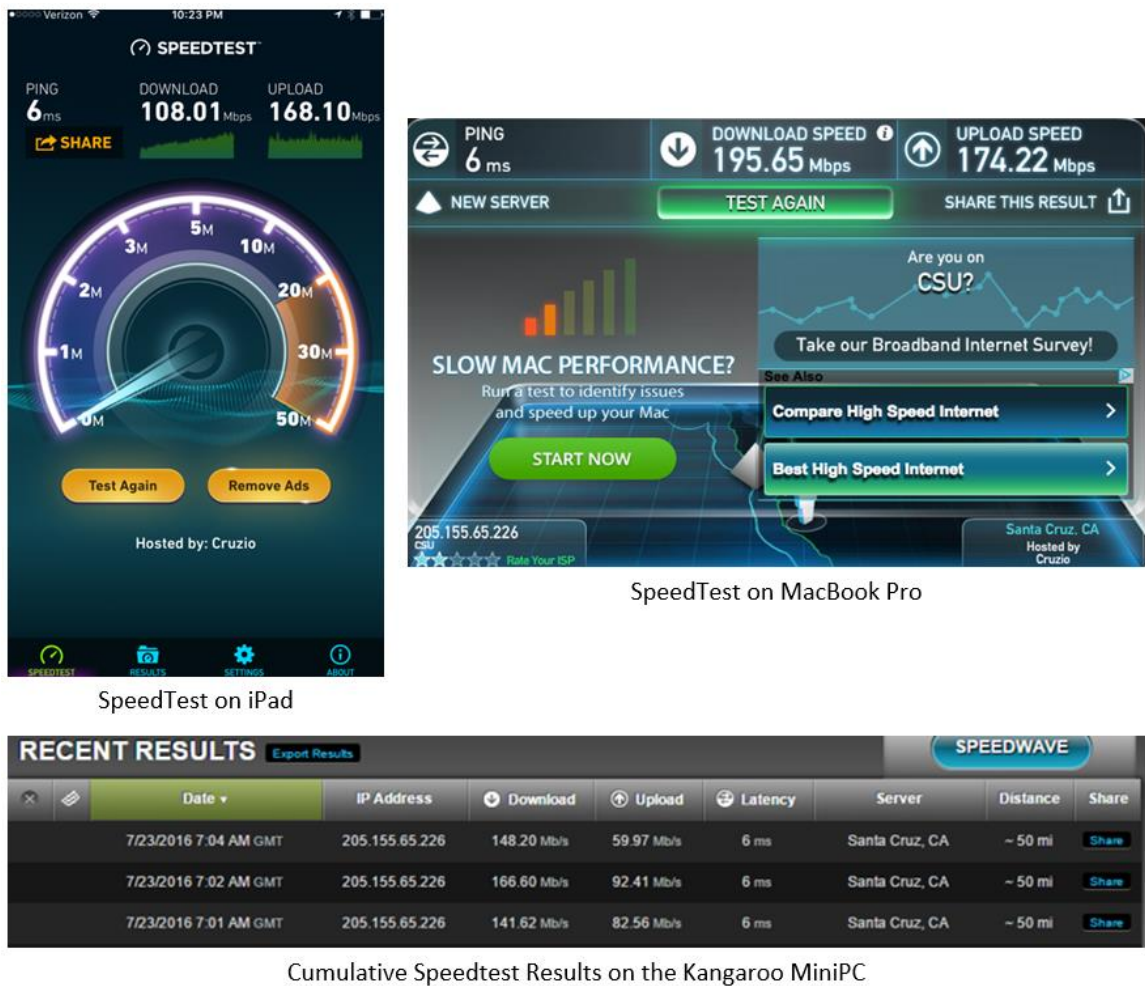 Verizon 10:23 PM
SPEEDTEST
PING DOWNLOAD UPLOAD
6ms 108.01Mbps 168.10Mbps
SHARE
5M
3M 10M
2M 20M
1M 30M
0M 50M
Test Again Remove Ads
Hosted by: Cruzio
SPEEDTEST RESULTS SETTINGS ABOUT
SpeedTest on iPad
PING DOWNLOAD SPEED UPLOAD SPEED
6 ms 195.65 Mbps 174.22 Mbps
NEW SERVER TEST AGAIN SHARE THIS RESULT
Are you on
CSU?
Take our Broadband Internet Survey!
SLOW MAC PERFORMANCE?
Run a test to identify issues
and speed up your Mac
START NOW
See Also
Compare High Speed Internet
Best High Speed Internet
205.155.65.226
CSU
Rate Your ISP
Santa Cruz, CA
Hosted by
Cruzio
SpeedTest on MacBook Pro
RECENT RESULTS Export Results SPEEDWAVE
Date IP Address Download Upload Latency Server Distance Share
7/23/2016 7:04 AM GMT 205.155.65.226 148.20 Mb/s 59.97 Mb/s 6 ms Santa Cruz, CA ~ 50 mi Share
7/23/2016 7:02 AM GMT 205.155.65.226 166.60 Mb/s 92.41 Mb/s 6 ms Santa Cruz, CA ~ 50 mi Share
7/23/2016 7:01 AM GMT 205.155.65.226 141.62 Mb/s 82.56 Mb/s 6 ms Santa Cruz, CA ~ 50 mi Share
Cumulative Speedtest Results on the Kangaroo MiniPC